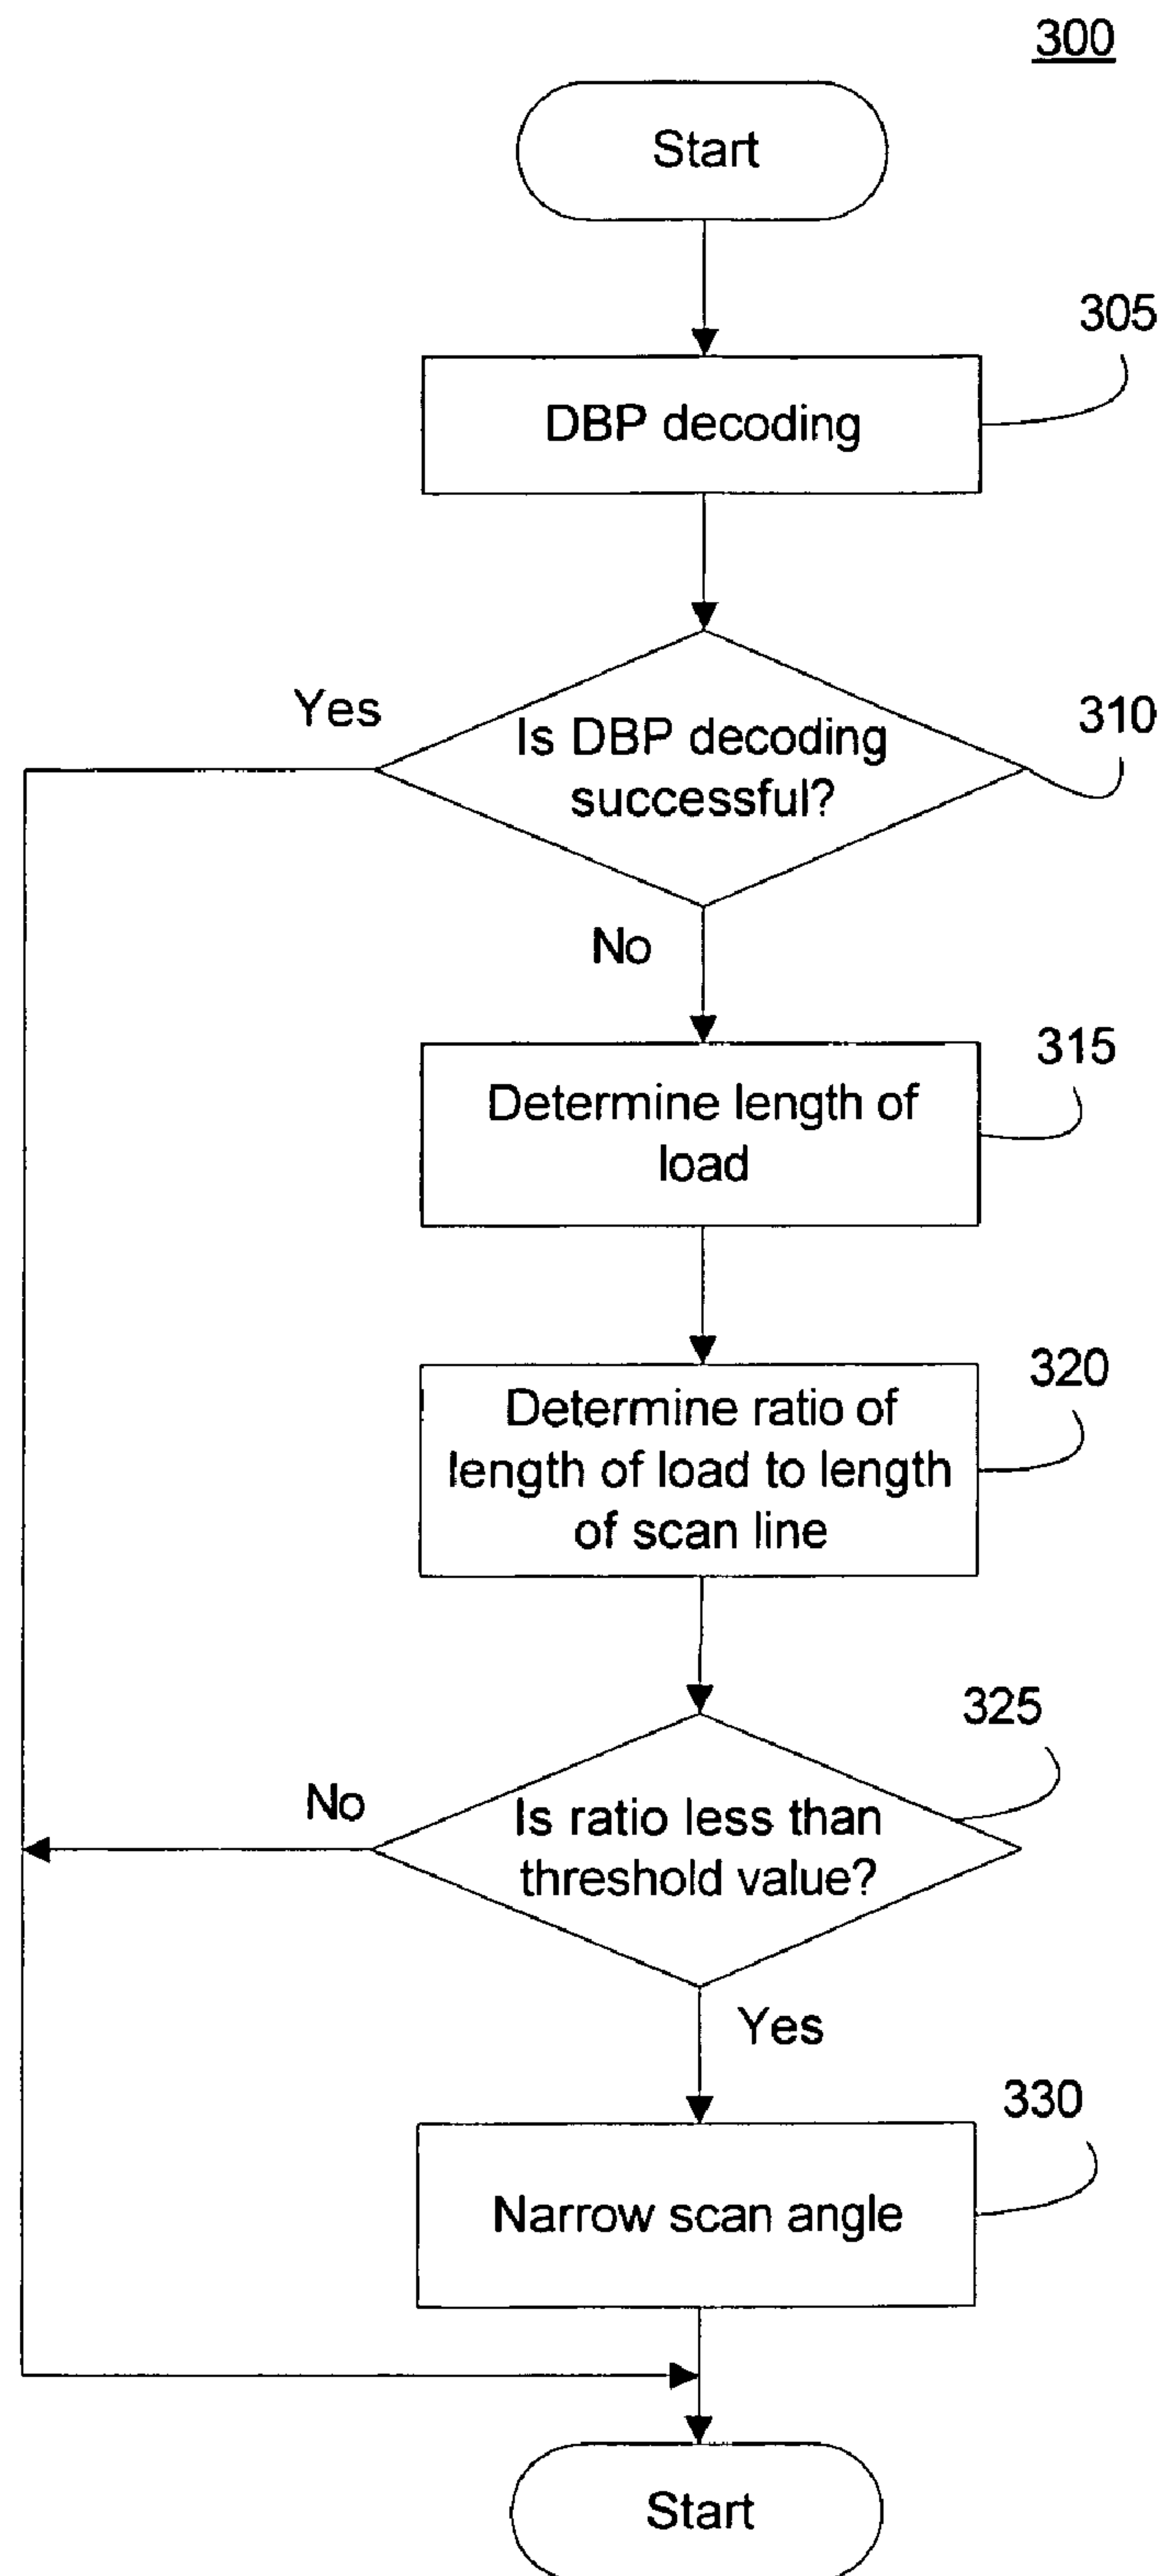 300
Start
305
DBP decoding
Yes
310
Is DBP decoding
successful?
No
315
Determine length of
load
320
Determine ratio of
length of load to length
of scan line
325
No
Is ratio less than
threshold value?
Yes
330
Narrow scan angle
Start